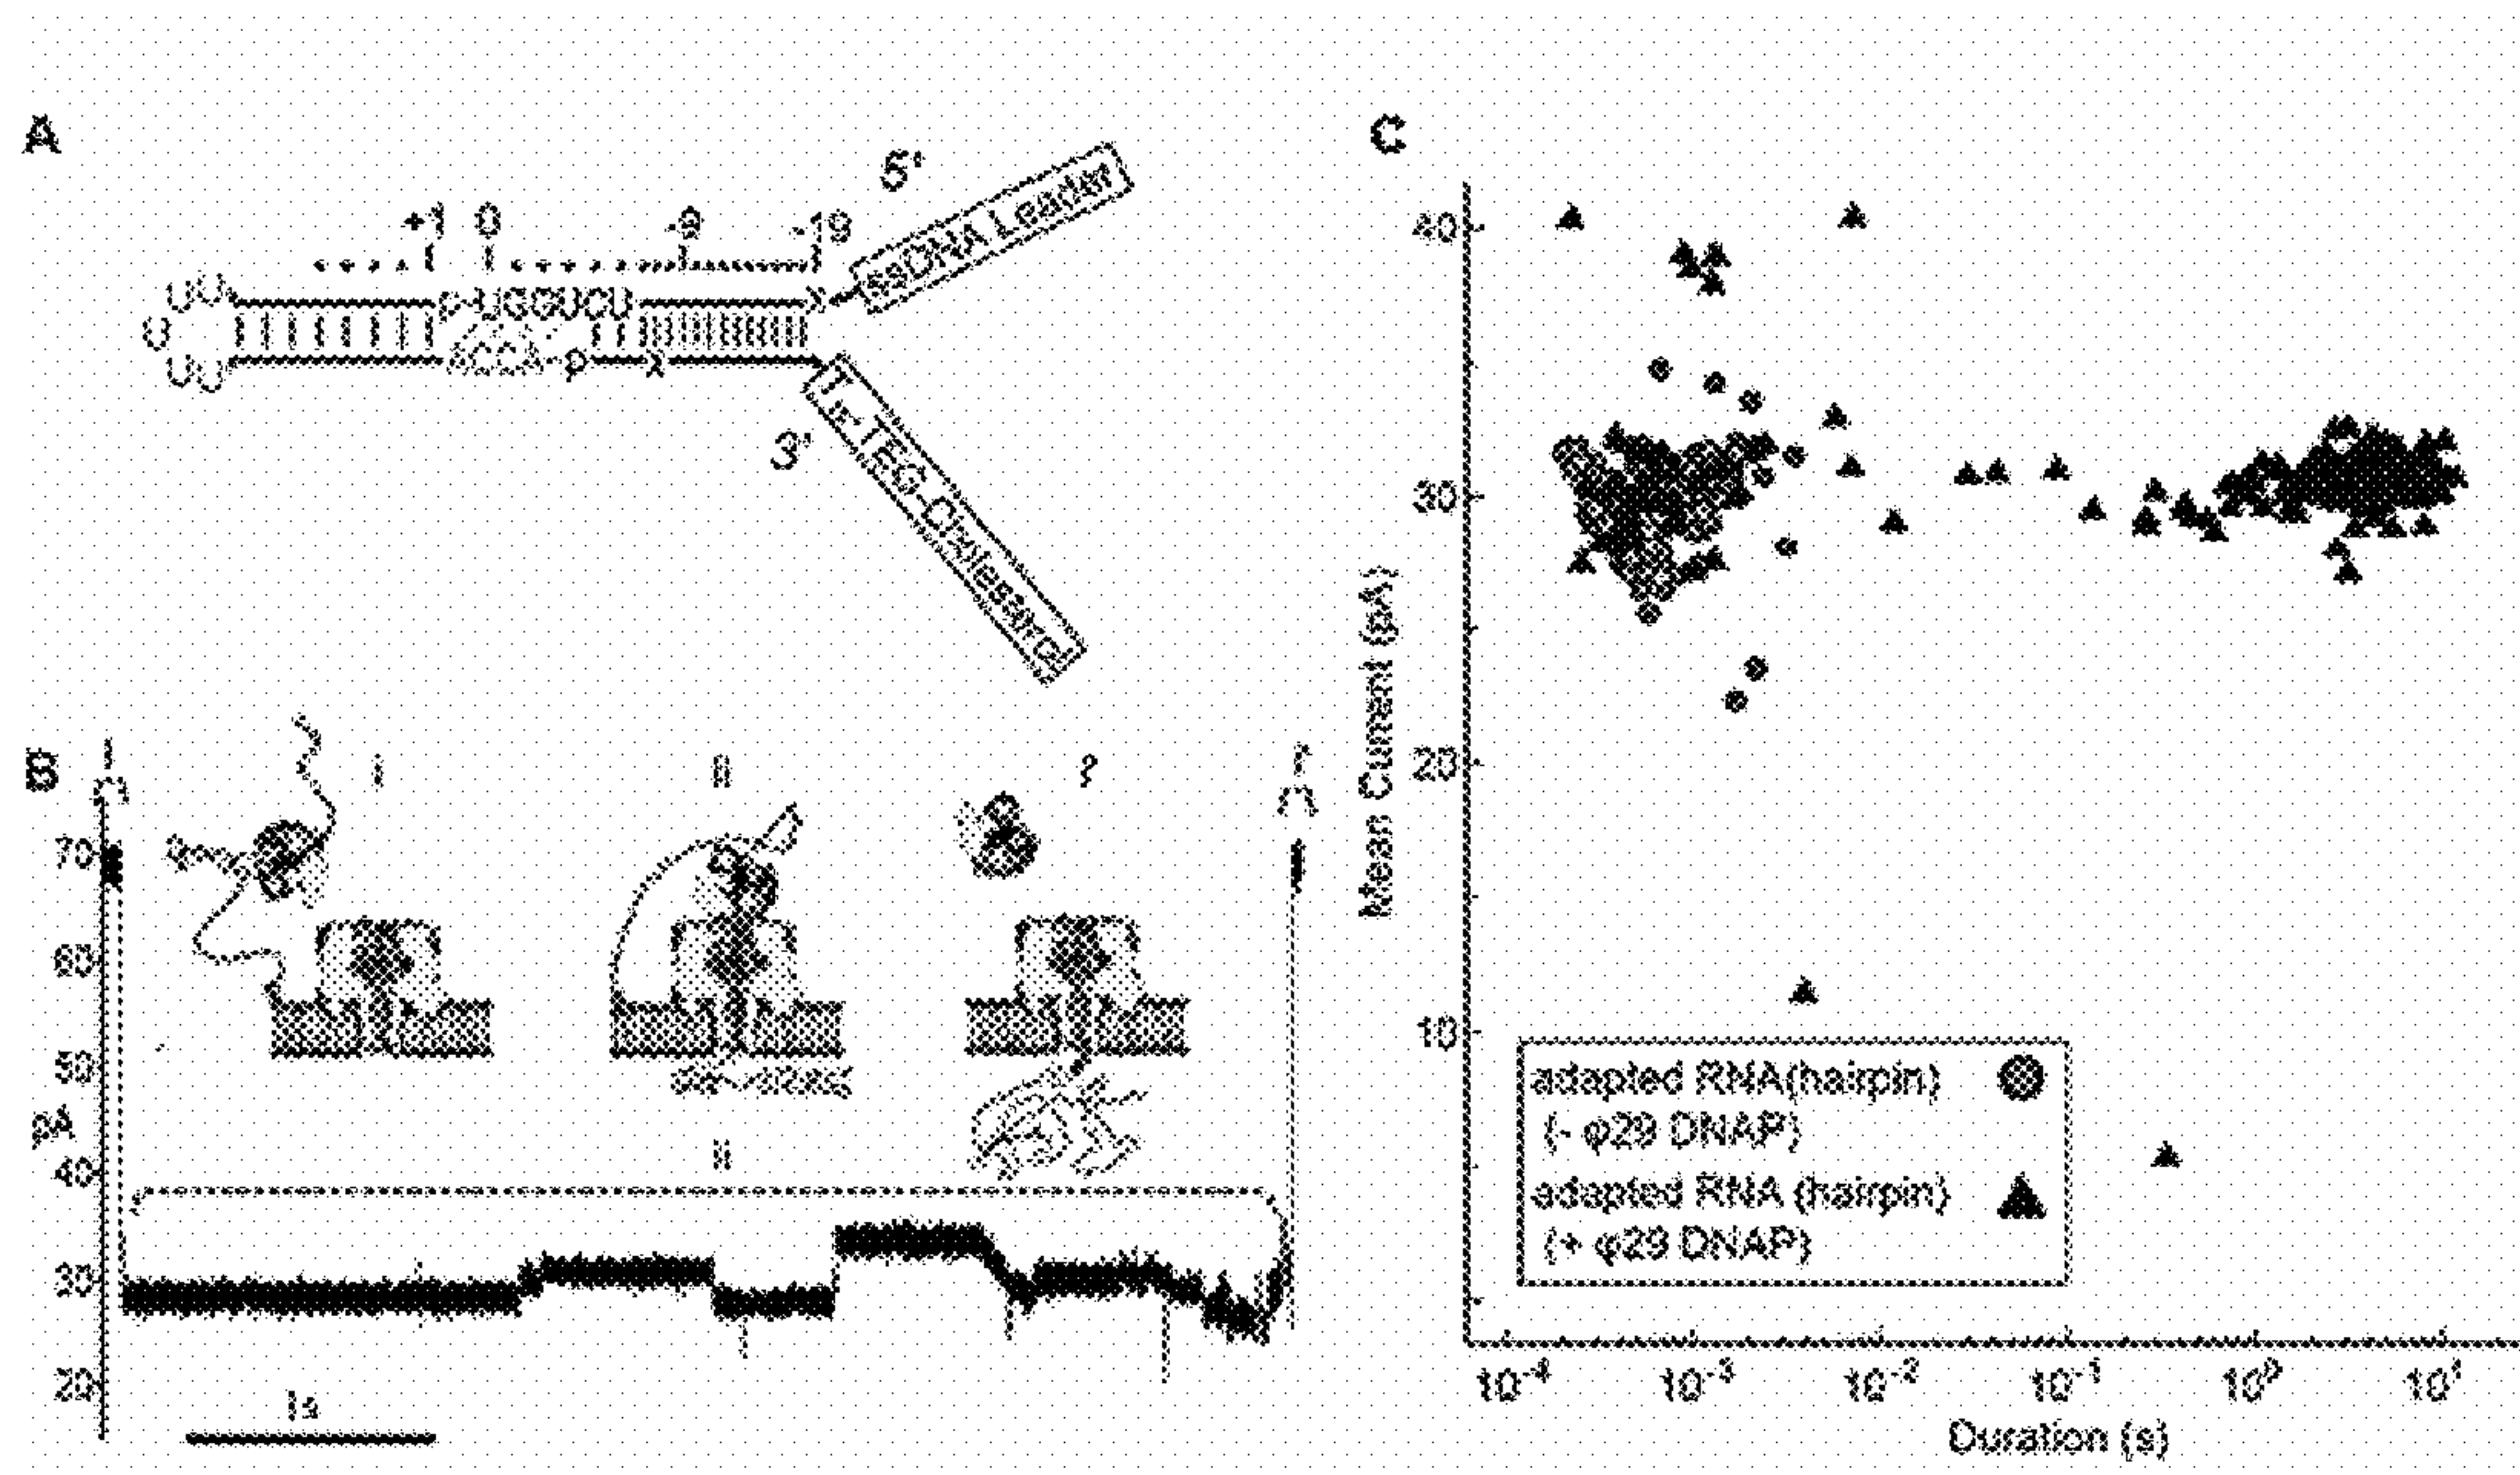 A
5'
ssDNA Leader
+1 0 -9 -19
U U
p-UGGUCU X
U
ACCA-p X
U U
3'
-TEG-Cholesterol
B
I
II
?
70
60
50
pA
40
30
20
II
1s
C
Mean Current (pA)
40
30
20
10
adapted RNA(hairpin)
(- φ29 DNAP)
adapted RNA (hairpin)
(+ φ29 DNAP)
10⁻⁴ 10⁻³ 10⁻² 10⁻¹ 10⁰ 10¹
Duration (s)